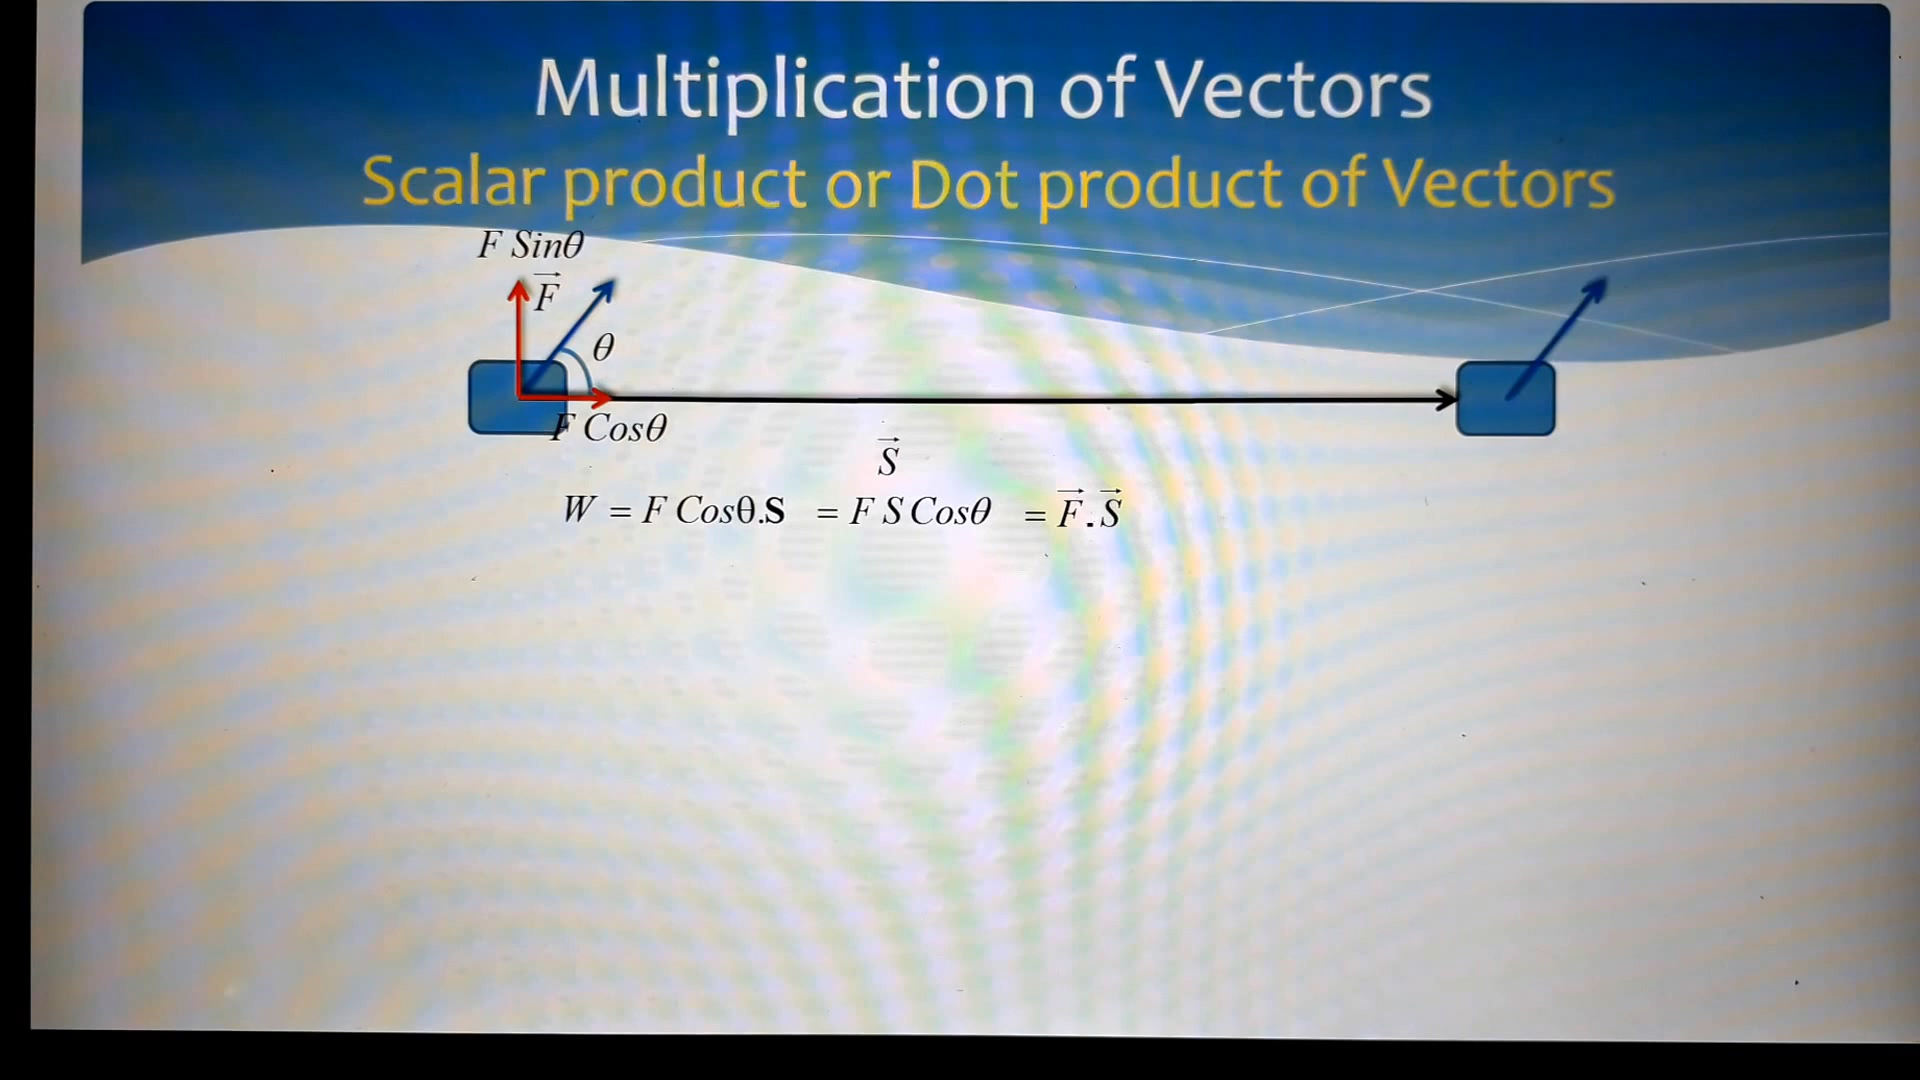 Multiplication of Vectors
Scalar product or Dot product of Vectors
F Sinθ
F⃗
θ
F Cosθ
S⃗
W = F Cosθ.S = F S Cosθ = F⃗ . S⃗